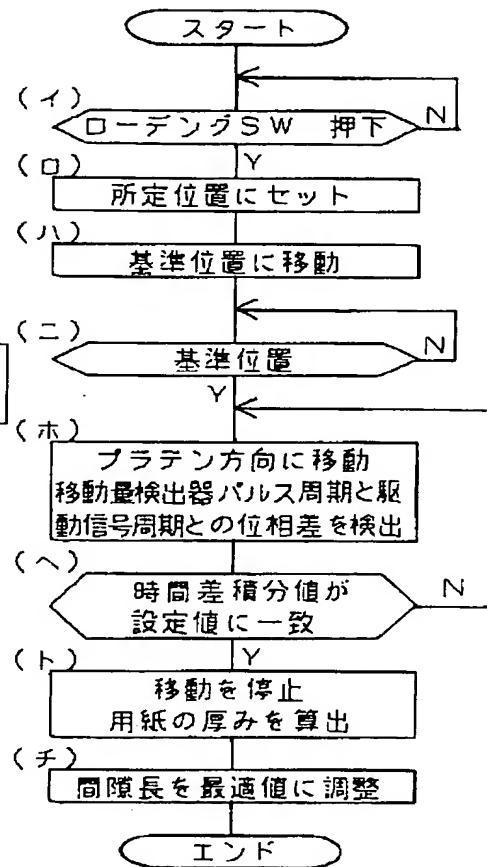 スタート
(イ)
ローデングSW 押下
N
Y
(ロ)
所定位置にセット
(ハ)
基準位置に移動
(ニ)
基準位置
N
Y
(ホ)
プラテン方向に移動
移動量検出器パルス周期と駆
動信号周期との位相差を検出
(ヘ)
時間差積分値が
設定値に一致
N
Y
(ト)
移動を停止
用紙の厚みを算出
(チ)
間隙長を最適値に調整
エンド